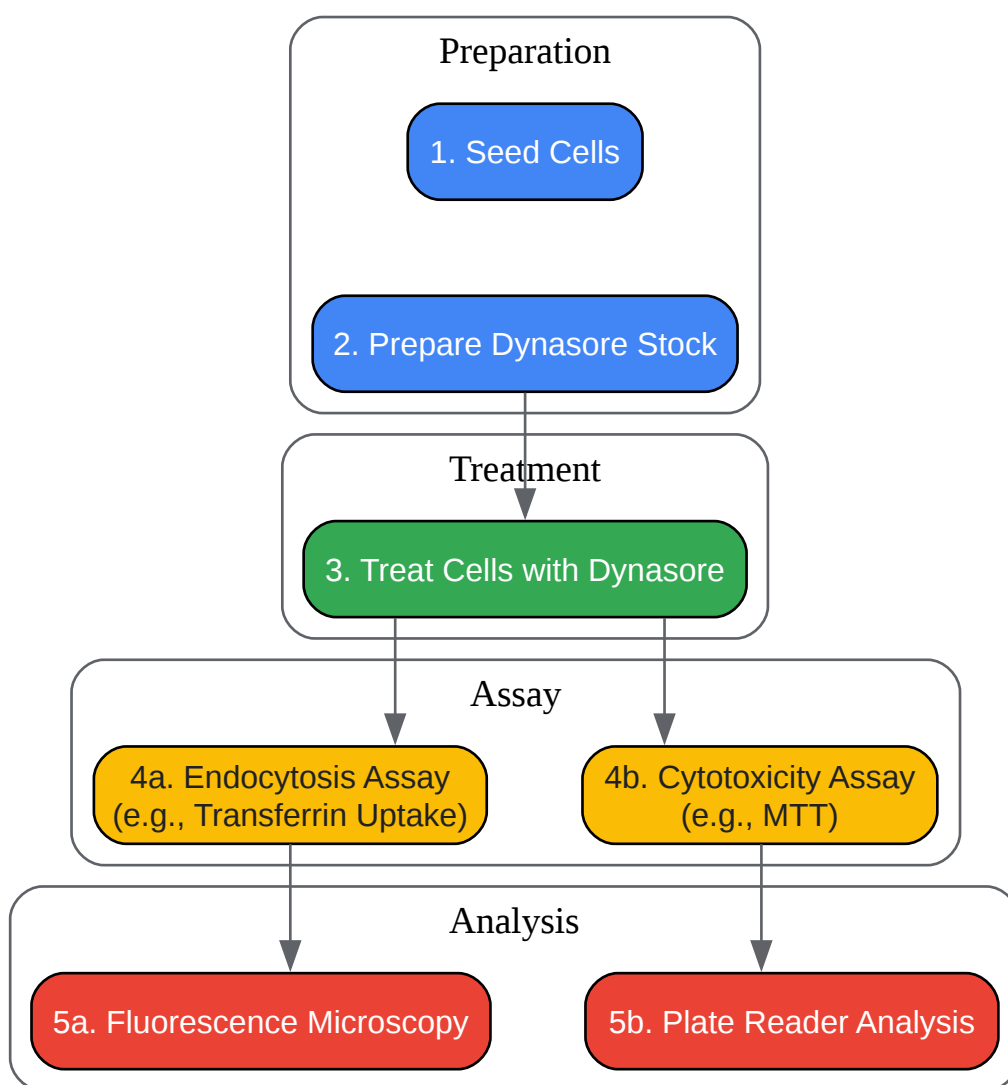 Preparation
1. Seed Cells
2. Prepare Dynasore Stock
Treatment
3. Treat Cells with Dynasore
Assay
4a. Endocytosis Assay
(e.g., Transferrin Uptake)
4b. Cytotoxicity Assay
(e.g., MTT)
Analysis
5a. Fluorescence Microscopy
5b. Plate Reader Analysis